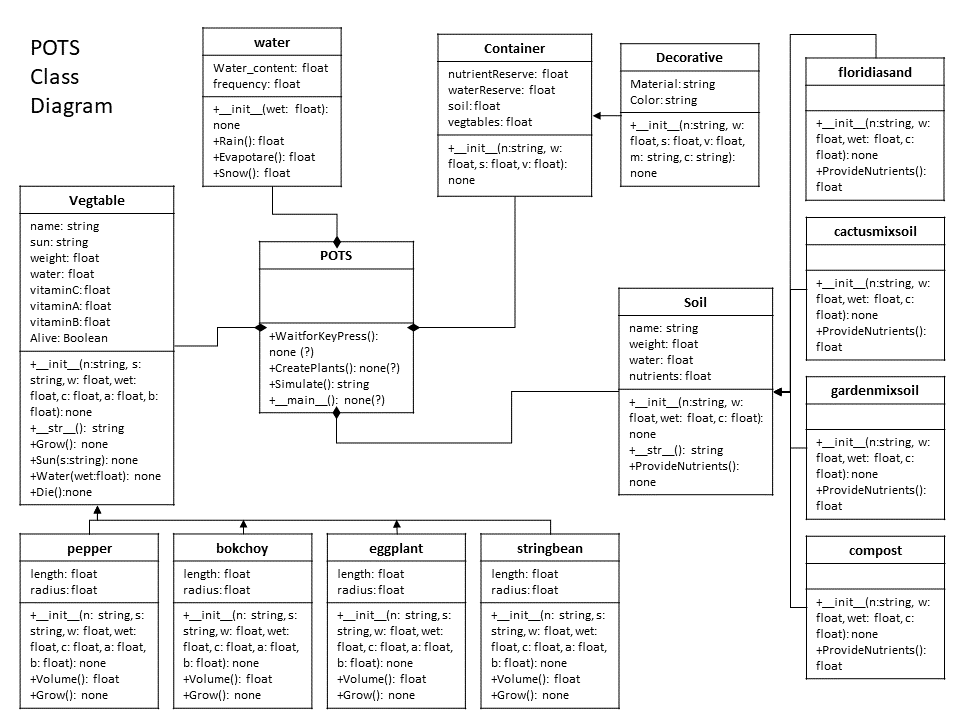 POTS
Class
Diagram
water
Water_content: float
frequency: float
+__init__(wet: float):
none
+Rain(): float
+Evapotare(): float
+Snow(): float
Container
nutrientReserve: float
waterReserve: float
soil: float
vegtables: float
+__init__(n:string, w:
float, s: float, v: float):
none
Decorative
Material: string
Color: string
+__init__(n:string, w:
float, s: float, v: float,
m: string, c: string):
none
floridiasand
+__init__(n:string, w:
float, wet: float, c:
float): none
+ProvideNutrients():
float
Vegtable
name: string
sun: string
weight: float
water: float
vitaminC: float
vitaminA: float
vitaminB: float
Alive: Boolean
+__init__(n:string, s:
string, w: float, wet:
float, c: float, a: float, b:
float): none
+__str__(): string
+Grow(): none
+Sun(s:string): none
+Water(wet:float): none
+Die():none
POTS
+WaitforKeyPress():
none (?)
+CreatePlants(): none(?)
+Simulate(): string
+__main__(): none(?)
Soil
name: string
weight: float
water: float
nutrients: float
+__init__(n:string, w:
float, wet: float, c: float):
none
+__str__(): string
+ProvideNutrients():
none
cactusmixsoil
+__init__(n:string, w:
float, wet: float, c:
float): none
+ProvideNutrients():
float
gardenmixsoil
+__init__(n:string, w:
float, wet: float, c:
float): none
+ProvideNutrients():
float
compost
+__init__(n:string, w:
float, wet: float, c:
float): none
+ProvideNutrients():
float
pepper
length: float
radius: float
+__init__(n: string, s:
string, w: float, wet:
float, c: float, a: float,
b: float): none
+Volume(): float
+Grow(): none
bokchoy
length: float
radius: float
+__init__(n: string, s:
string, w: float, wet:
float, c: float, a: float,
b: float): none
+Volume(): float
+Grow(): none
eggplant
length: float
radius: float
+__init__(n: string, s:
string, w: float, wet:
float, c: float, a: float,
b: float): none
+Volume(): float
+Grow(): none
stringbean
length: float
radius: float
+__init__(n: string, s:
string, w: float, wet:
float, c: float, a: float,
b: float): none
+Volume(): float
+Grow(): none